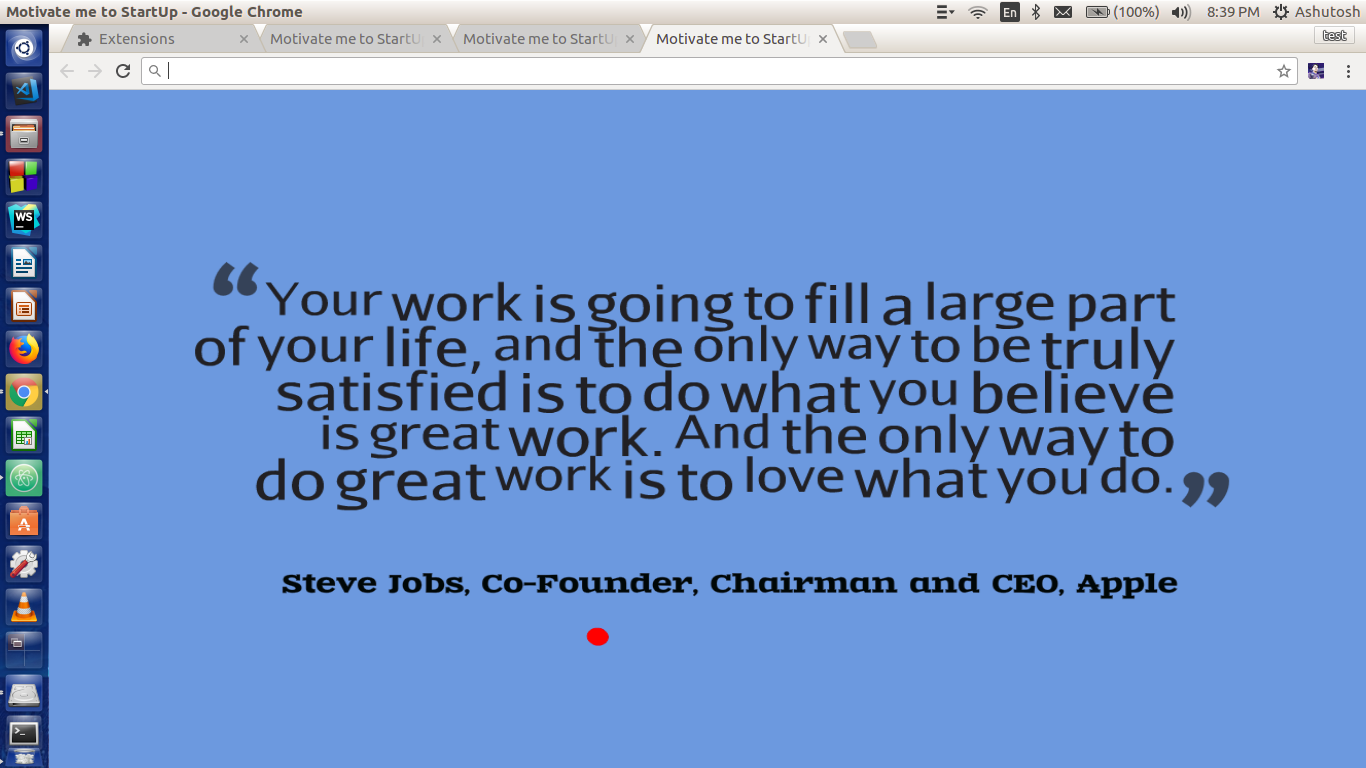 Motivate me to StartUp - Google Chrome
En
(100%)
8:39 PM
Ashutosh
Extensions
Motivate me to StartU
Motivate me to StartU
Motivate me to StartU
test
WS
“Your work is going to fill a large part
of your life, and the only way to be truly
satisfied is to do what you believe
is great work. And the only way to
do great work is to love what you do.”
Steve Jobs, Co-Founder, Chairman and CEO, Apple